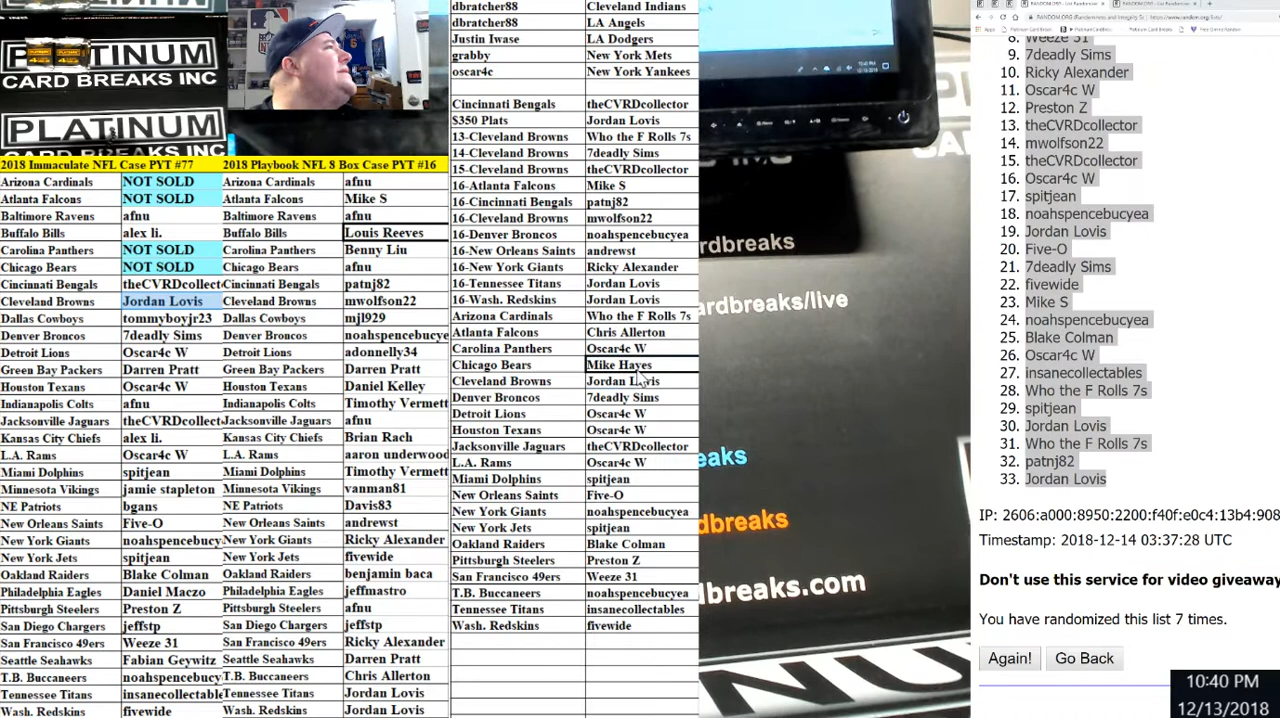 PLATINUM
CARD BREAKS INC
PLATINUM
CARD BREAKS INC
2018 Immaculate NFL Case PYT #77
2018 Playbook NFL 8 Box Case PYT #16
Arizona Cardinals NOT SOLD Arizona Cardinals afnu
Atlanta Falcons NOT SOLD Atlanta Falcons Mike S
Baltimore Ravens afnu Baltimore Ravens afnu
Buffalo Bills alex li. Buffalo Bills Louis Reeves
Carolina Panthers NOT SOLD Carolina Panthers Benny Liu
Chicago Bears NOT SOLD Chicago Bears afnu
Cincinnati Bengals theCVRDcollect Cincinnati Bengals patnj82
Cleveland Browns Jordan Lovis Cleveland Browns mwolfson22
Dallas Cowboys tommyboyjr23 Dallas Cowboys mjl929
Denver Broncos 7deadly Sims Denver Broncos noahspencebucye
Detroit Lions Oscar4c W Detroit Lions adonnelly34
Green Bay Packers Darren Pratt Green Bay Packers Darren Pratt
Houston Texans Oscar4c W Houston Texans Daniel Kelley
Indianapolis Colts afnu Indianapolis Colts Timothy Vermett
Jacksonville Jaguars theCVRDcollect Jacksonville Jaguars afnu
Kansas City Chiefs alex li. Kansas City Chiefs Brian Rach
L.A. Rams Oscar4c W L.A. Rams aaron underwood
Miami Dolphins spitjean Miami Dolphins Timothy Vermett
Minnesota Vikings jamie stapleton Minnesota Vikings vanman81
NE Patriots bgans NE Patriots Davis83
New Orleans Saints Five-O New Orleans Saints andrewst
New York Giants noahspencebucy New York Giants Ricky Alexander
New York Jets spitjean New York Jets fivewide
Oakland Raiders Blake Colman Oakland Raiders benjamin baca
Philadelphia Eagles Daniel Maczo Philadelphia Eagles jeffmastro
Pittsburgh Steelers Preston Z Pittsburgh Steelers afnu
San Diego Chargers jeffstp San Diego Chargers jeffstp
San Francisco 49ers Weeze 31 San Francisco 49ers Ricky Alexander
Seattle Seahawks Fabian Geywitz Seattle Seahawks Darren Pratt
T.B. Buccaneers noahspencebuc T.B. Buccaneers Chris Allerton
Tennessee Titans insanecollectable Tennessee Titans Jordan Lovis
Wash. Redskins fivewide Wash. Redskins Jordan Lovis
dbratcher88 Cleveland Indians
dbratcher88 LA Angels
Justin Frase LA Dodgers
grabby New York Mets
oscar4c New York Yankees
Cincinnati Bengals theCVRDcollector
$350 Plats Jordan Lovis
13-Cleveland Browns Who the F Rolls 7s
14-Cleveland Browns 7deadly Sims
15-Cleveland Browns theCVRDcollector
16-Atlanta Falcons Mike S
16-Cincinnati Bengals patnj82
16-Cleveland Browns mwolfson22
16-Denver Broncos noahspencebucyea
16-New Orleans Saints andrewst
16-New York Giants Ricky Alexander
16-Tennessee Titans Jordan Lovis
16-Wash. Redskins Jordan Lovis
Arizona Cardinals Who the F Rolls 7s
Atlanta Falcons Chris Allerton
Carolina Panthers Oscar4c W
Chicago Bears Mike Hayes
Cleveland Browns Jordan Lovis
Denver Broncos 7deadly Sims
Detroit Lions Oscar4c W
Houston Texans Oscar4c W
Jacksonville Jaguars theCVRDcollector
L.A. Rams Oscar4c W
Miami Dolphins spitjean
New Orleans Saints Five-O
New York Giants noahspencebucyea
New York Jets spitjean
Oakland Raiders Blake Colman
Pittsburgh Steelers Preston Z
San Francisco 49ers Weeze 31
T.B. Buccaneers noahspencebucyea
Tennessee Titans insanecollectables
Wash. Redskins fivewide
rdbreaks
ardbreaks/live
eaks
dbreaks
lbreaks.com
Weeze 31
9. 7deadly Sims
10. Ricky Alexander
11. Oscar4c W
12. Preston Z
13. theCVRDcollector
14. mwolfson22
15. theCVRDcollector
16. Oscar4c W
17. spitjean
18. noahspencebucyea
19. Jordan Lovis
20. Five-O
21. 7deadly Sims
22. fivewide
23. Mike S
24. noahspencebucyea
25. Blake Colman
26. Oscar4c W
27. insanecollectables
28. Who the F Rolls 7s
29. spitjean
30. Jordan Lovis
31. Who the F Rolls 7s
32. patnj82
33. Jordan Lovis
IP: 2606:a000:8950:2200:f40f:e0c4:13b4:908
Timestamp: 2018-12-14 03:37:28 UTC
Don't use this service for video giveaway
You have randomized this list 7 times.
Again!
Go Back
10:40 PM
12/13/2018